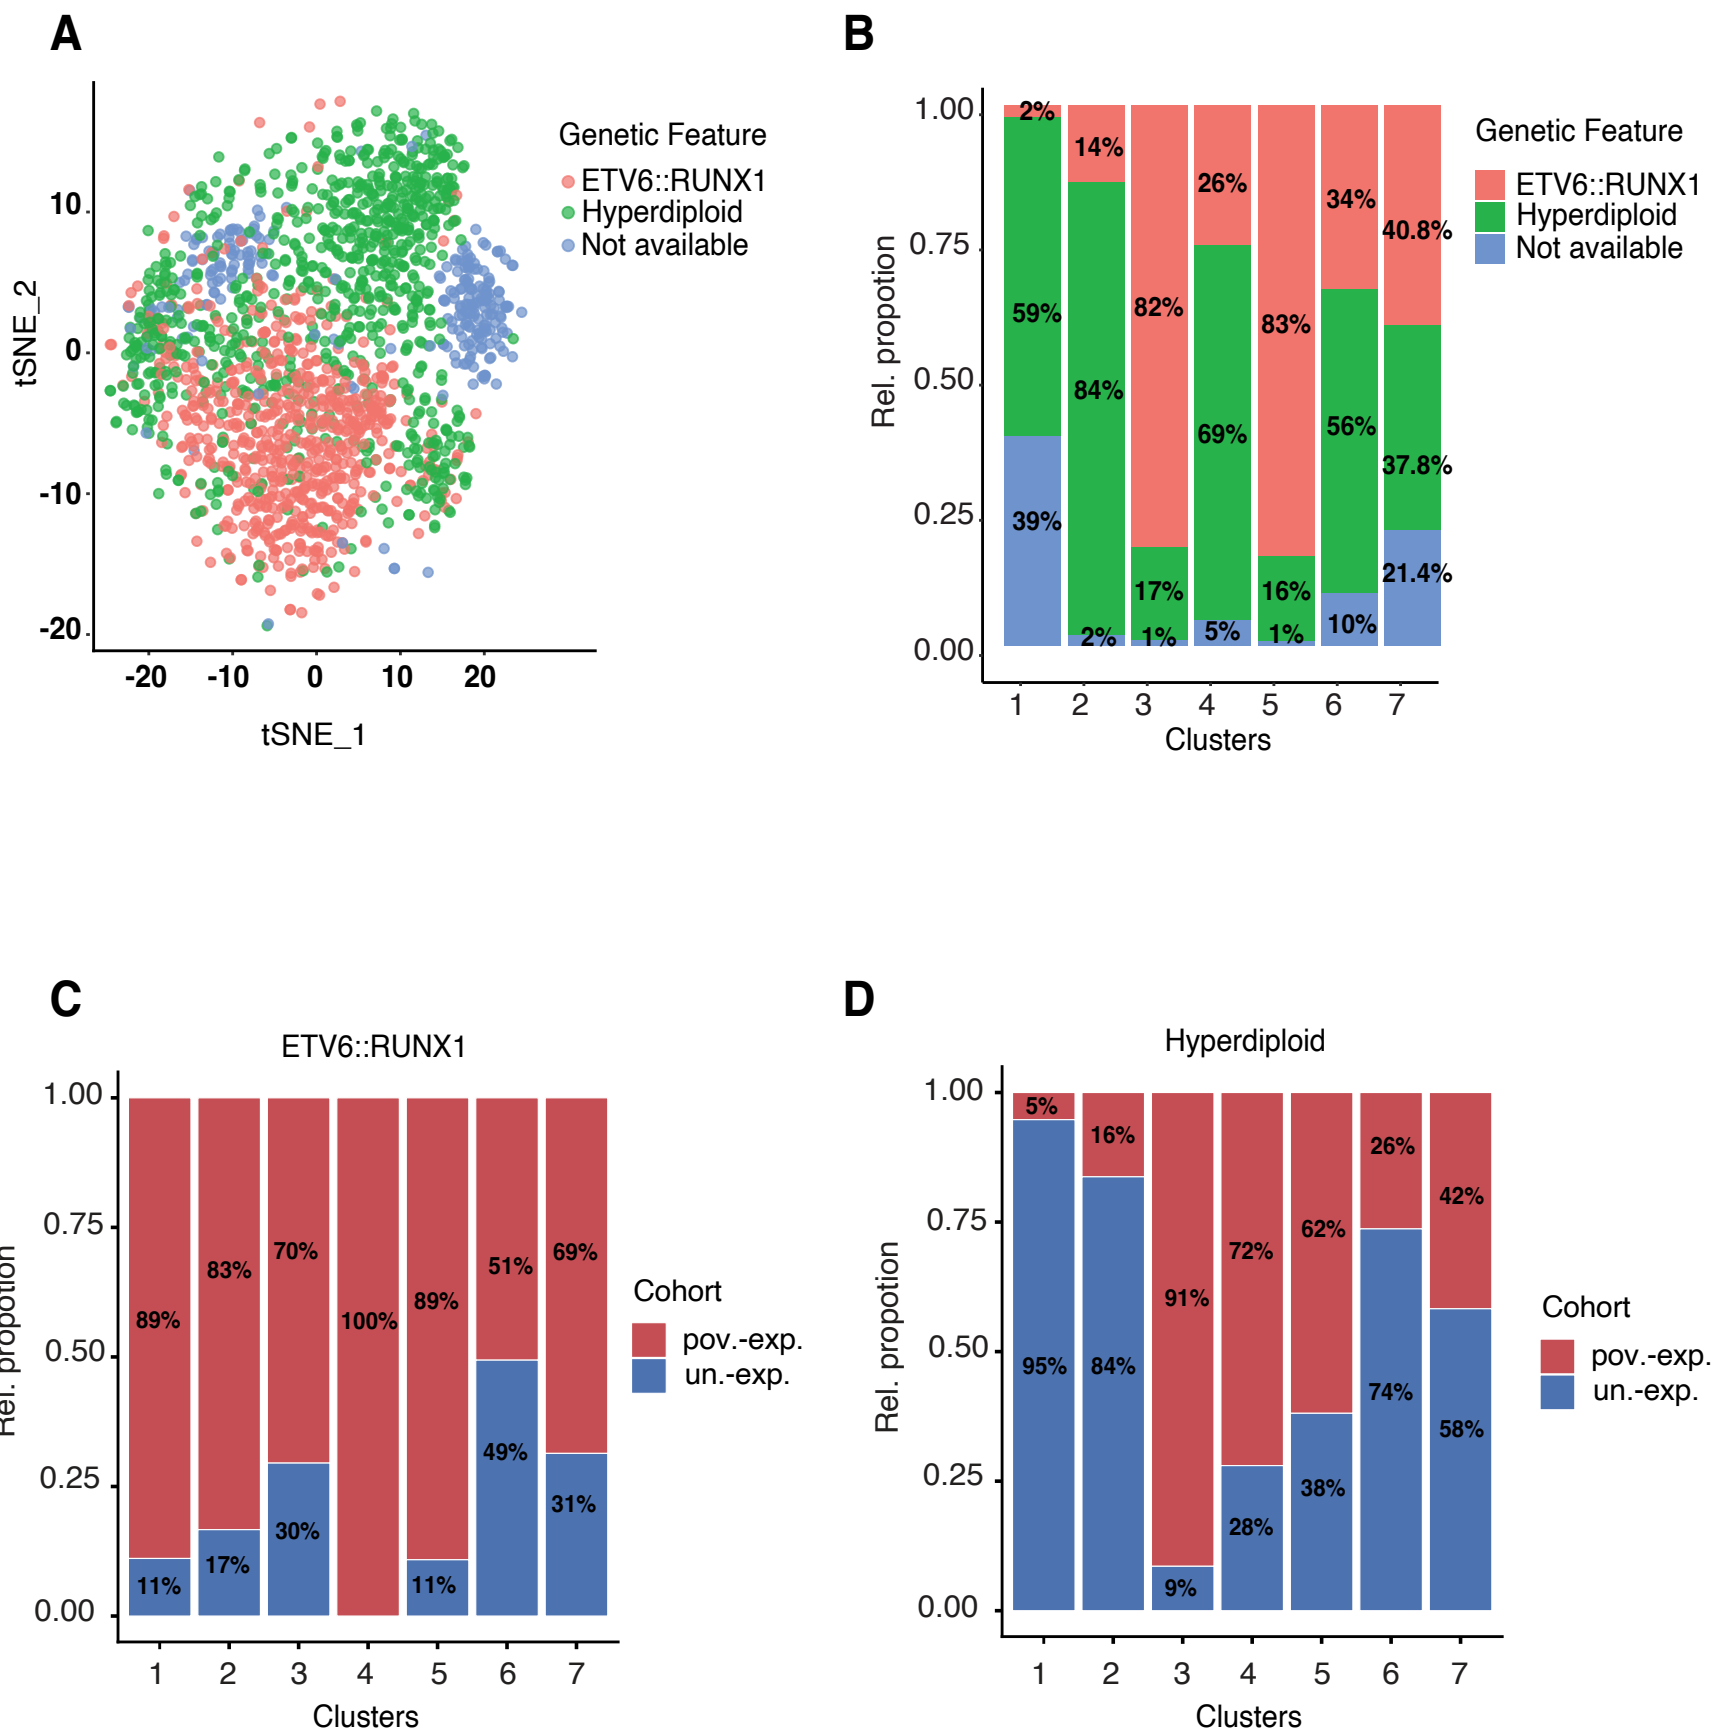 A
Genetic Feature
ETV6::RUNX1
Hyperdiploid
Not available
tSNE_2
10
0
-10
-20
-20 -10 0 10 20
tSNE_1
B
Rel. propotion
1.00
0.75
0.50
0.25
0.00
2% 59% 39%
14% 84% 2%
82% 17% 1%
26% 69% 5%
83% 16% 1%
34% 56% 10%
40.8% 37.8% 21.4%
1 2 3 4 5 6 7
Clusters
Genetic Feature
ETV6::RUNX1
Hyperdiploid
Not available
C
ETV6::RUNX1
Rel. propotion
1.00
0.75
0.50
0.25
0.00
89% 11%
83% 17%
70% 30%
100%
89% 11%
51% 49%
69% 31%
1 2 3 4 5 6 7
Clusters
Cohort
pov.-exp.
un.-exp.
D
Hyperdiploid
Rel. propotion
1.00
0.75
0.50
0.25
0.00
5% 95%
16% 84%
91% 9%
72% 28%
62% 38%
26% 74%
42% 58%
1 2 3 4 5 6 7
Clusters
Cohort
pov.-exp.
un.-exp.